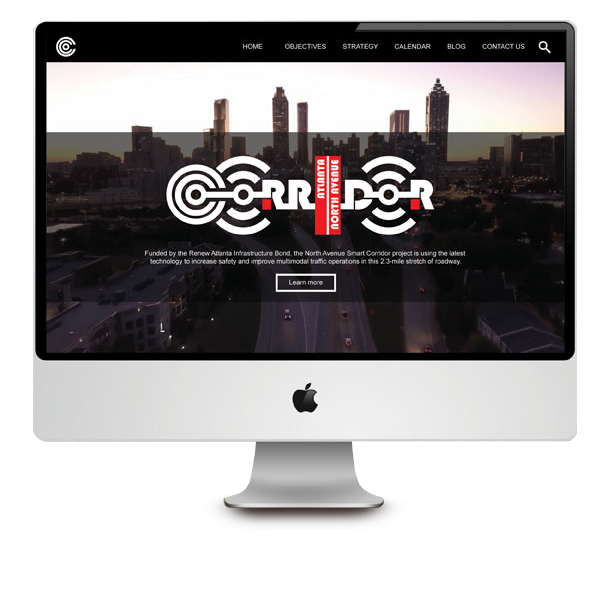 HOME OBJECTIVES STRATEGY CALENDAR BLOG CONTACT US
CORRIDOR
ATLANTA
NORTH AVENUE
Funded by the Renew Atlanta Infrastructure Bond, the North Avenue Smart Corridor project is using the latest
technology to increase safety and improve multimodal traffic operations in this 2.3-mile stretch of roadway.
Learn more